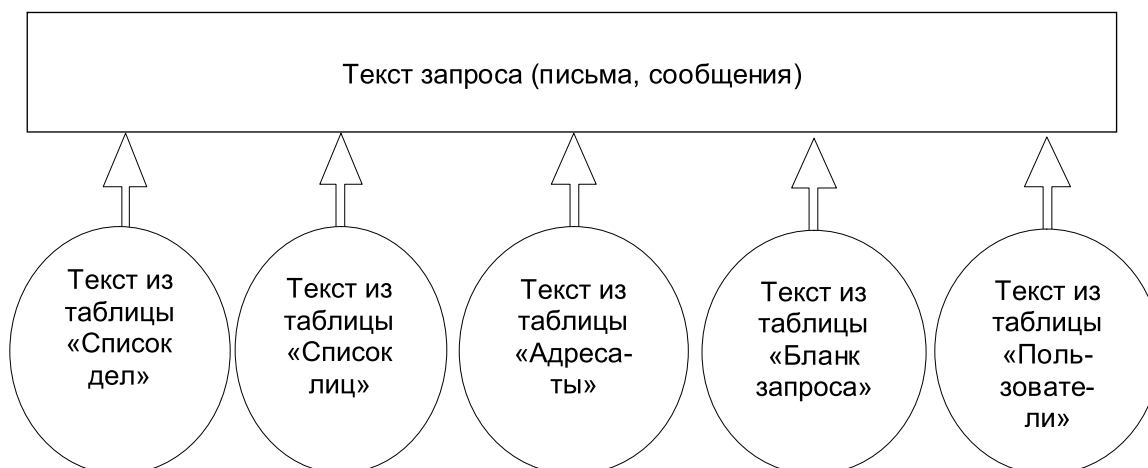 Текст запроса (письма, сообщения)
Текст из
таблицы
«Список
дел»
Текст из
таблицы
«Список
лиц»
Текст из
таблицы
«Адреса-
ты»
Текст из
таблицы
«Бланк
запроса»
Текст из
таблицы
«Поль-
зовате-
ли»